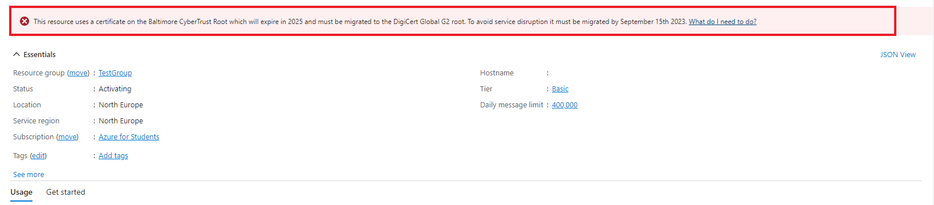 This resource uses a certificate on the Baltimore CyberTrust Root which will expire in 2025 and must be migrated to the DigiCert Global G2 root. To avoid service disruption it must be migrated by September 15th 2023. What do I need to do?
Essentials
JSON View
Resource group (move) : TestGroup
Hostname :
Status : Activating
Tier : Basic
Location : North Europe
Daily message limit : 400,000
Service region : North Europe
Subscription (move) : Azure for Students
Tags (edit) : Add tags
See more
Usage Get started